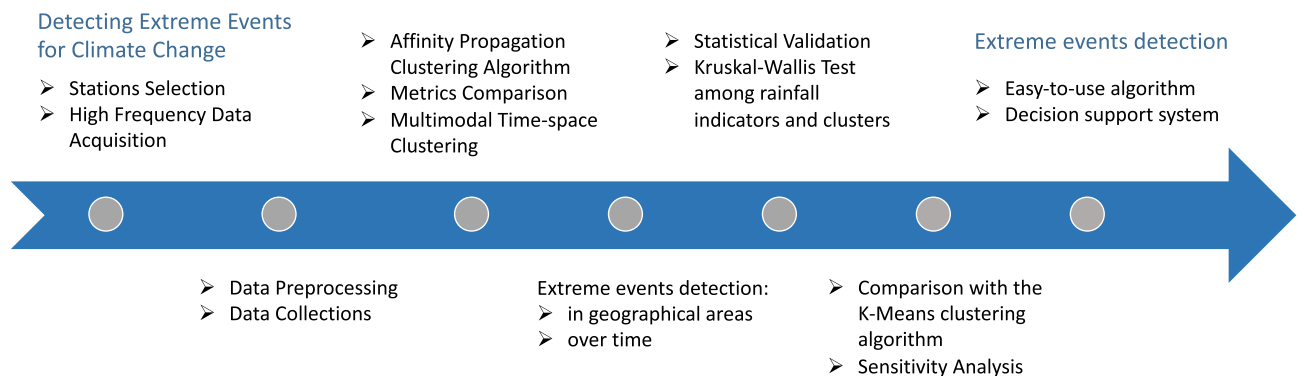 Detecting Extreme Events
for Climate Change
➢ Stations Selection
➢ High Frequency Data
Acquisition
➢ Data Preprocessing
➢ Data Collections
➢ Affinity Propagation
Clustering Algorithm
➢ Metrics Comparison
➢ Multimodal Time-space
Clustering
Extreme events detection:
➢ in geographical areas
➢ over time
➢ Statistical Validation
➢ Kruskal-Wallis Test
among rainfall
indicators and clusters
➢ Comparison with the
K-Means clustering
algorithm
➢ Sensitivity Analysis
Extreme events detection
➢ Easy-to-use algorithm
➢ Decision support system